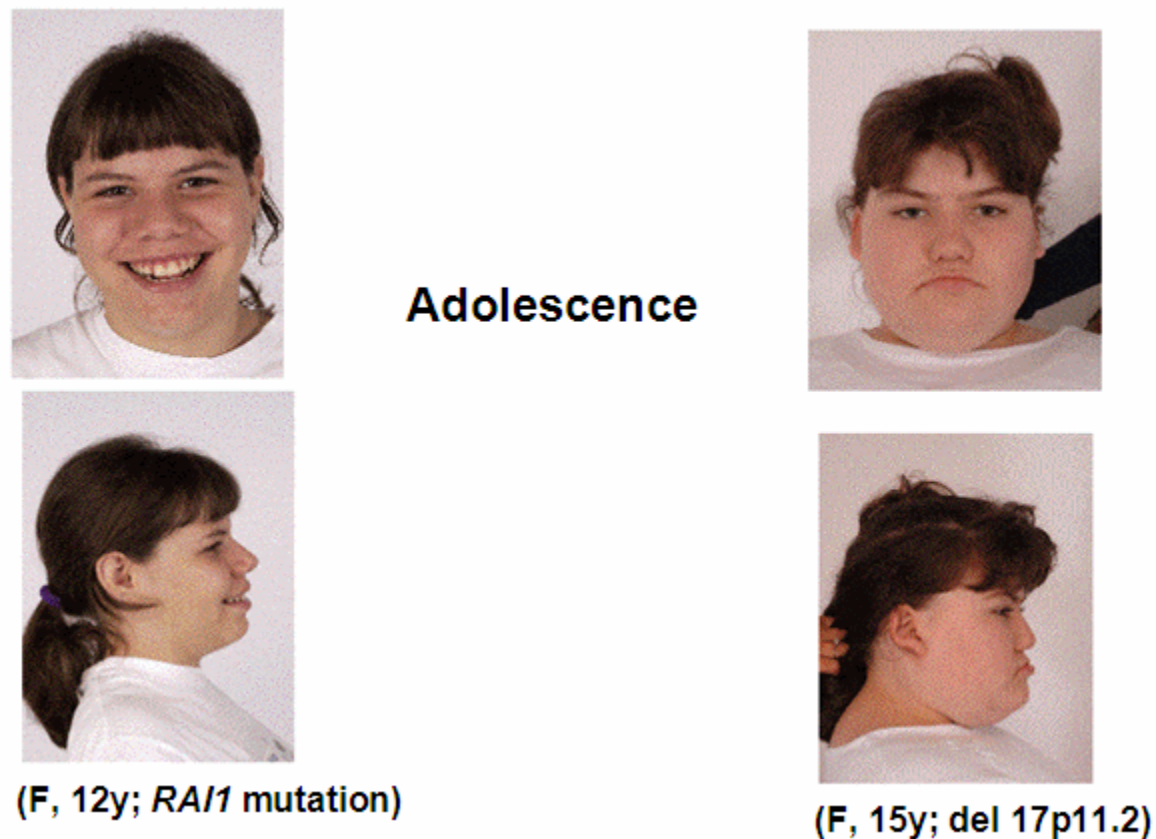 Adolescence
(F, 12y; RAI1 mutation)
(F, 15y; del 17p11.2)